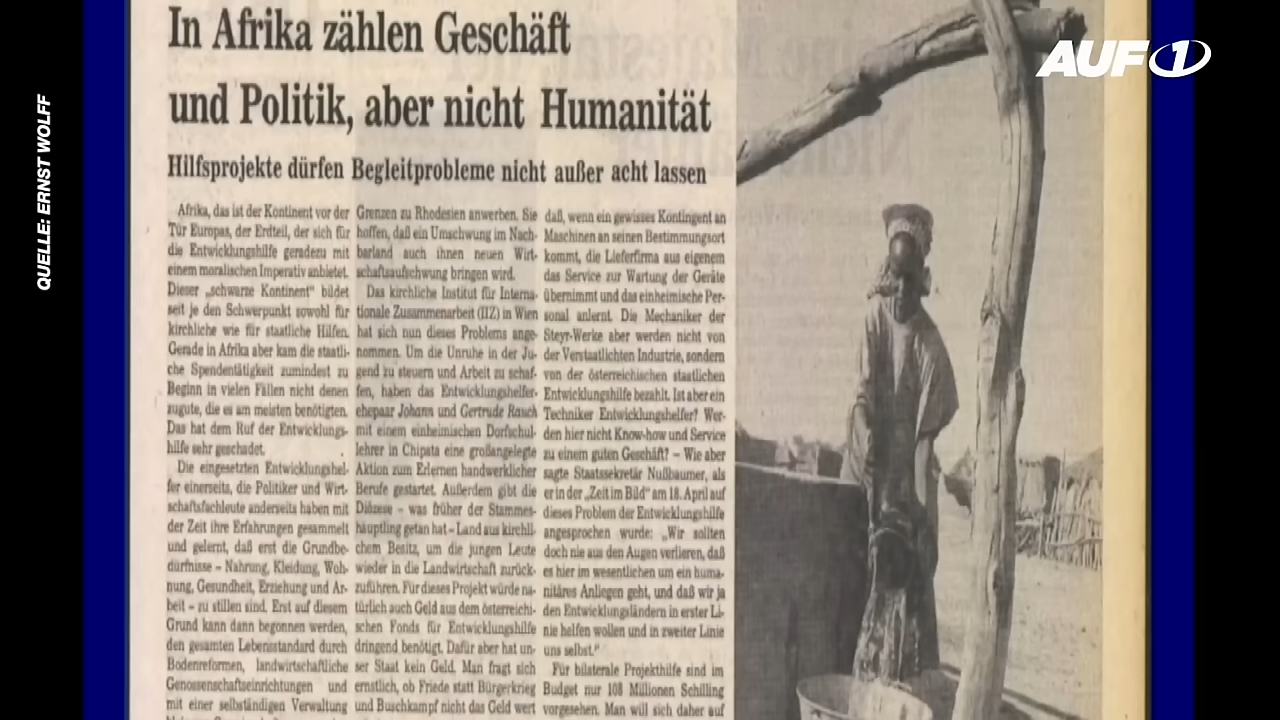 In Afrika zählen Geschäft
und Politik, aber nicht Humanität
Hilfsprojekte dürfen Begleitprobleme nicht außer acht lassen
Afrika, das ist der Kontinent vor der
Tür Europas, der Erdteil, der sich für
die Entwicklungshilfe geradezu mit
einem moralischen Imperativ anbietet.
Dieser „schwarze Kontinent" bildet
seit je den Schwerpunkt sowohl für
kirchliche wie für staatliche Hilfen.
Gerade in Afrika aber kam die staatli-
che Spendentätigkeit zumindest zu
Beginn in vielen Fällen nicht denen
zugute, die es am meisten benötigten.
Das hat dem Ruf der Entwicklungs-
hilfe sehr geschadet.
Die eingesetzten Entwicklungshel-
fer einerseits, die Politiker und Wirt-
schaftsfachleute anderseits haben mit
der Zeit ihre Erfahrungen gesammelt
und gelernt, daß erst die Grundbe-
dürfnisse – Nahrung, Kleidung, Woh-
nung, Gesundheit, Erziehung und Ar-
beit – zu stillen sind. Erst auf diesem
Grund kann dann begonnen werden,
den gesamten Lebensstandard durch
Bodenreformen, landwirtschaftliche
Genossenschaftseinrichtungen und
mit einer selbständigen Verwaltung
Grenzen zu Rhodesien anwerben. Sie
hoffen, daß ein Umschwung im Nach-
barland auch ihnen neuen Wirt-
schaftsaufschwung bringen wird.
Das kirchliche Institut für Interna-
tionale Zusammenarbeit (IIZ) in Wien
hat sich nun dieses Problems ange-
nommen. Um die Unruhe in der Ju-
gend zu steuern und Arbeit zu schaf-
fen, haben das Entwicklungshelfer-
ehepaar Johann und Gertrude Rauch
mit einem einheimischen Dorfschul-
lehrer in Chipata eine großangelegte
Aktion zum Erlernen handwerklicher
Berufe gestartet. Außerdem gibt die
Diözese – was früher der Stammes-
häuptling getan hat – Land aus kirchli-
chem Besitz, um die jungen Leute
wieder in die Landwirtschaft zurück-
zuführen. Für dieses Projekt würde na-
türlich auch Geld aus dem österreichi-
schen Fonds für Entwicklungshilfe
dringend benötigt. Dafür aber hat un-
ser Staat kein Geld. Man fragt sich
ernstlich, ob Friede statt Bürgerkrieg
und Buschkampf nicht das Geld wert
daß, wenn ein gewisses Kontingent an
Maschinen an seinen Bestimmungsort
kommt, die Lieferfirma aus eigenem
das Service zur Wartung der Geräte
übernimmt und das einheimische Per-
sonal anlernt. Die Mechaniker der
Steyr-Werke aber werden nicht von
der Verstaatlichten Industrie, sondern
von der österreichischen staatlichen
Entwicklungshilfe bezahlt. Ist aber ein
Techniker Entwicklungshelfer? Wer-
den hier nicht Know-how und Service
zu einem guten Geschäft? – Wie aber
sagte Staatssekretär Nußbaumer, als
er in der „Zeit im Bild" am 18. April auf
dieses Problem der Entwicklungshilfe
angesprochen wurde: „Wir sollten
doch nie aus den Augen verlieren, daß
es hier im wesentlichen um ein huma-
nitäres Anliegen geht, und daß wir ja
den Entwicklungsländern in erster Li-
nie helfen wollen und in zweiter Linie
uns selbst."
Für bilaterale Projekthilfe sind im
Budget nur 108 Millionen Schilling
vorgesehen. Man will sich daher auf
AUF1
QUELLE: ERNST WOLFF